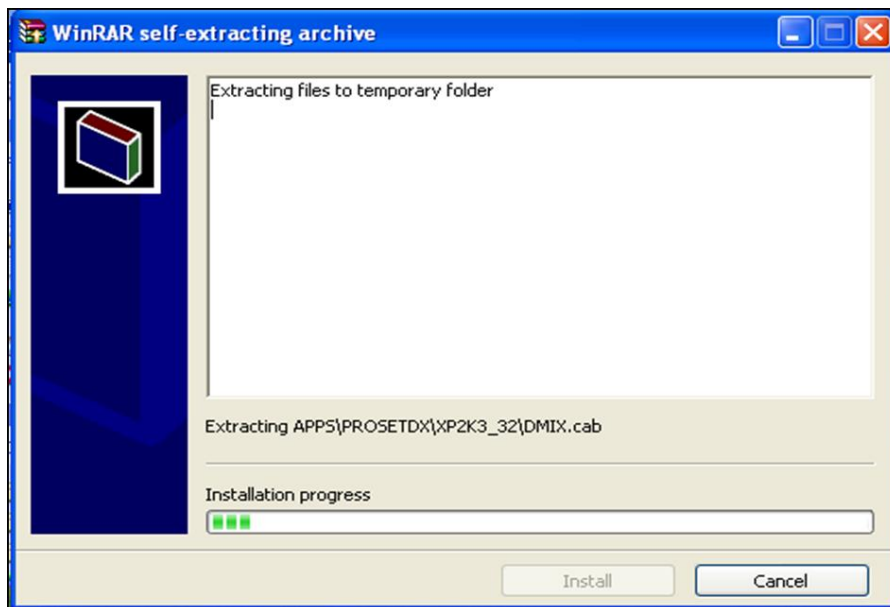 WinRAR self-extracting archive
Extracting files to temporary folder
Extracting APPS\PROSETDX\XP2K3_32\DMIX.cab
Installation progress
Install
Cancel